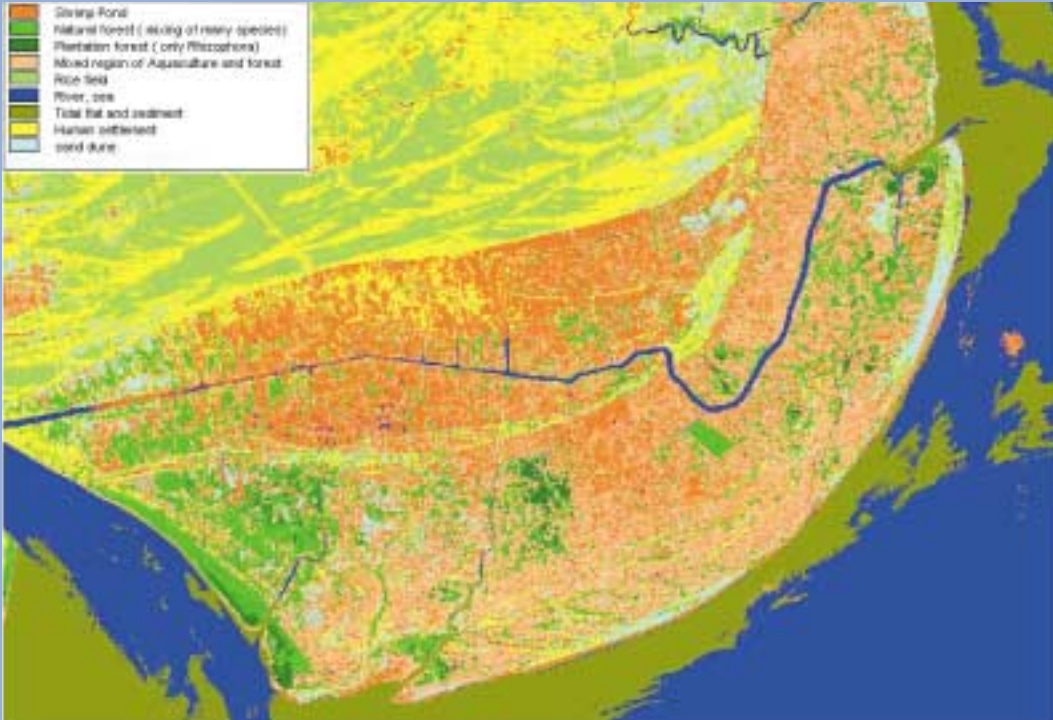 Shrimp Pond
Natural forest ( mixing of many species)
Plantation forest ( only Rhizophora)
Mixed region of Aquaculture and forest
Rice field
River, sea
Tidal flat and sediment
Human settlement
sand dune